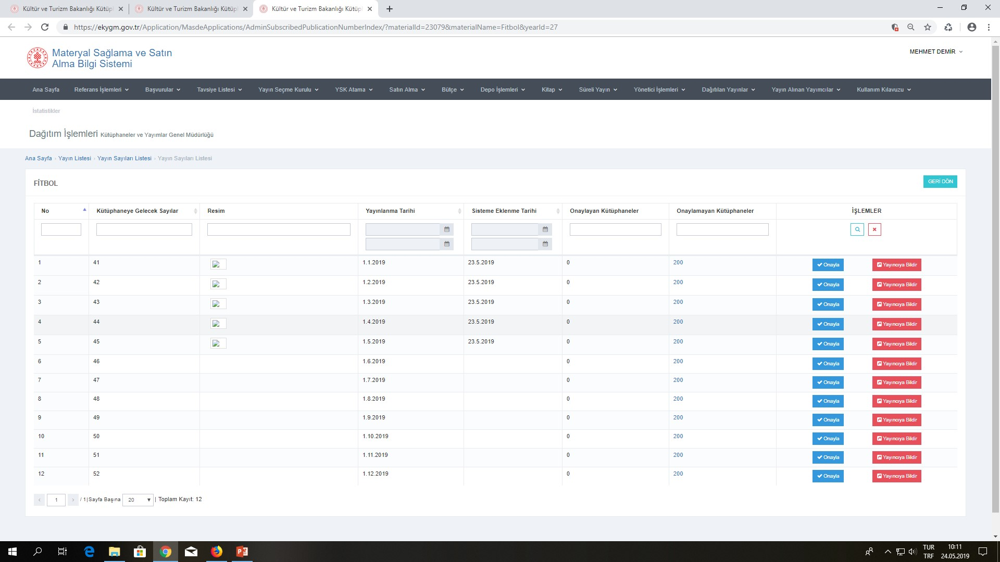 Kültür ve Turizm Bakanlığı Kütüp
Kültür ve Turizm Bakanlığı Kütüp
Kültür ve Turizm Bakanlığı Kütüp
https://ekygm.gov.tr/Application/MasdeApplications/AdminSubscribedPublicationNumberIndex/?materialId=23079&materialName=Fitbol&yearId=27
Materyal Sağlama ve Satın
Alma Bilgi Sistemi
MEHMET DEMİR
Ana Sayfa Referans İşlemleri Başvurular Tavsiye Listesi Yayın Seçme Kurulu YSK Atama Satın Alma Bütçe Depo İşlemleri Kitap Süreli Yayın Yönetici İşlemleri Dağıtılan Yayınlar Yayın Alınan Yayımcılar Kullanım Kılavuzu
İstatistikler
Dağıtım İşlemleri Kütüphaneler ve Yayımlar Genel Müdürlüğü
Ana Sayfa › Yayın Listesi › Yayın Sayıları Listesi › Yayın Sayıları Listesi
FİTBOL
GERİ DÖN
No Kütüphaneye Gelecek Sayılar Resim Yayınlanma Tarihi Sisteme Eklenme Tarihi Onaylayan Kütüphaneler Onaylamayan Kütüphaneler İŞLEMLER
1 41 1.1.2019 23.5.2019 0 200 Onayla Yayıncıya Bildir
2 42 1.2.2019 23.5.2019 0 200 Onayla Yayıncıya Bildir
3 43 1.3.2019 23.5.2019 0 200 Onayla Yayıncıya Bildir
4 44 1.4.2019 23.5.2019 0 200 Onayla Yayıncıya Bildir
5 45 1.5.2019 23.5.2019 0 200 Onayla Yayıncıya Bildir
6 46 1.6.2019 0 200 Onayla Yayıncıya Bildir
7 47 1.7.2019 0 200 Onayla Yayıncıya Bildir
8 48 1.8.2019 0 200 Onayla Yayıncıya Bildir
9 49 1.9.2019 0 200 Onayla Yayıncıya Bildir
10 50 1.10.2019 0 200 Onayla Yayıncıya Bildir
11 51 1.11.2019 0 200 Onayla Yayıncıya Bildir
12 52 1.12.2019 0 200 Onayla Yayıncıya Bildir
‹ 1 › / 1|Sayfa Başına 20 | Toplam Kayıt: 12
TUR 10:11
TRF 24.05.2019